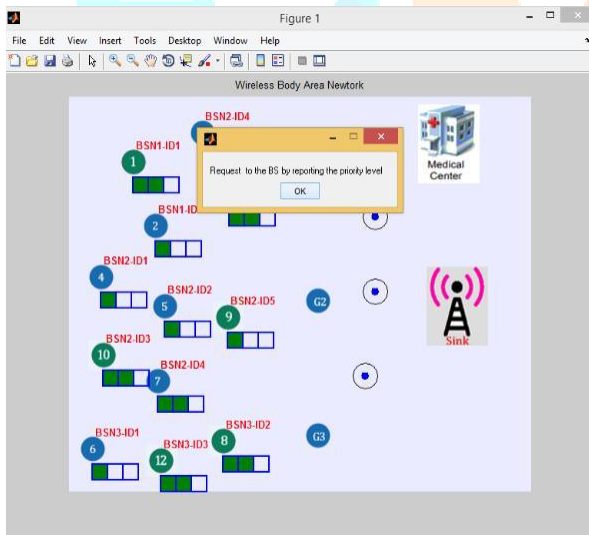 Figure 1
File Edit View Insert Tools Desktop Window Help
Wireless Body Area Newtork
BSN2-ID4
BSN1-ID1
1
Request to the BS by reporting the priority level
OK
Medical
Center
BSN1-ID
2
BSN2-ID1
4
BSN2-ID2
5
BSN2-ID5
9
G2
Sink
BSN2-ID3
10
BSN2-ID4
7
BSN3-ID1
6
BSN3-ID3
12
BSN3-ID2
8
G3